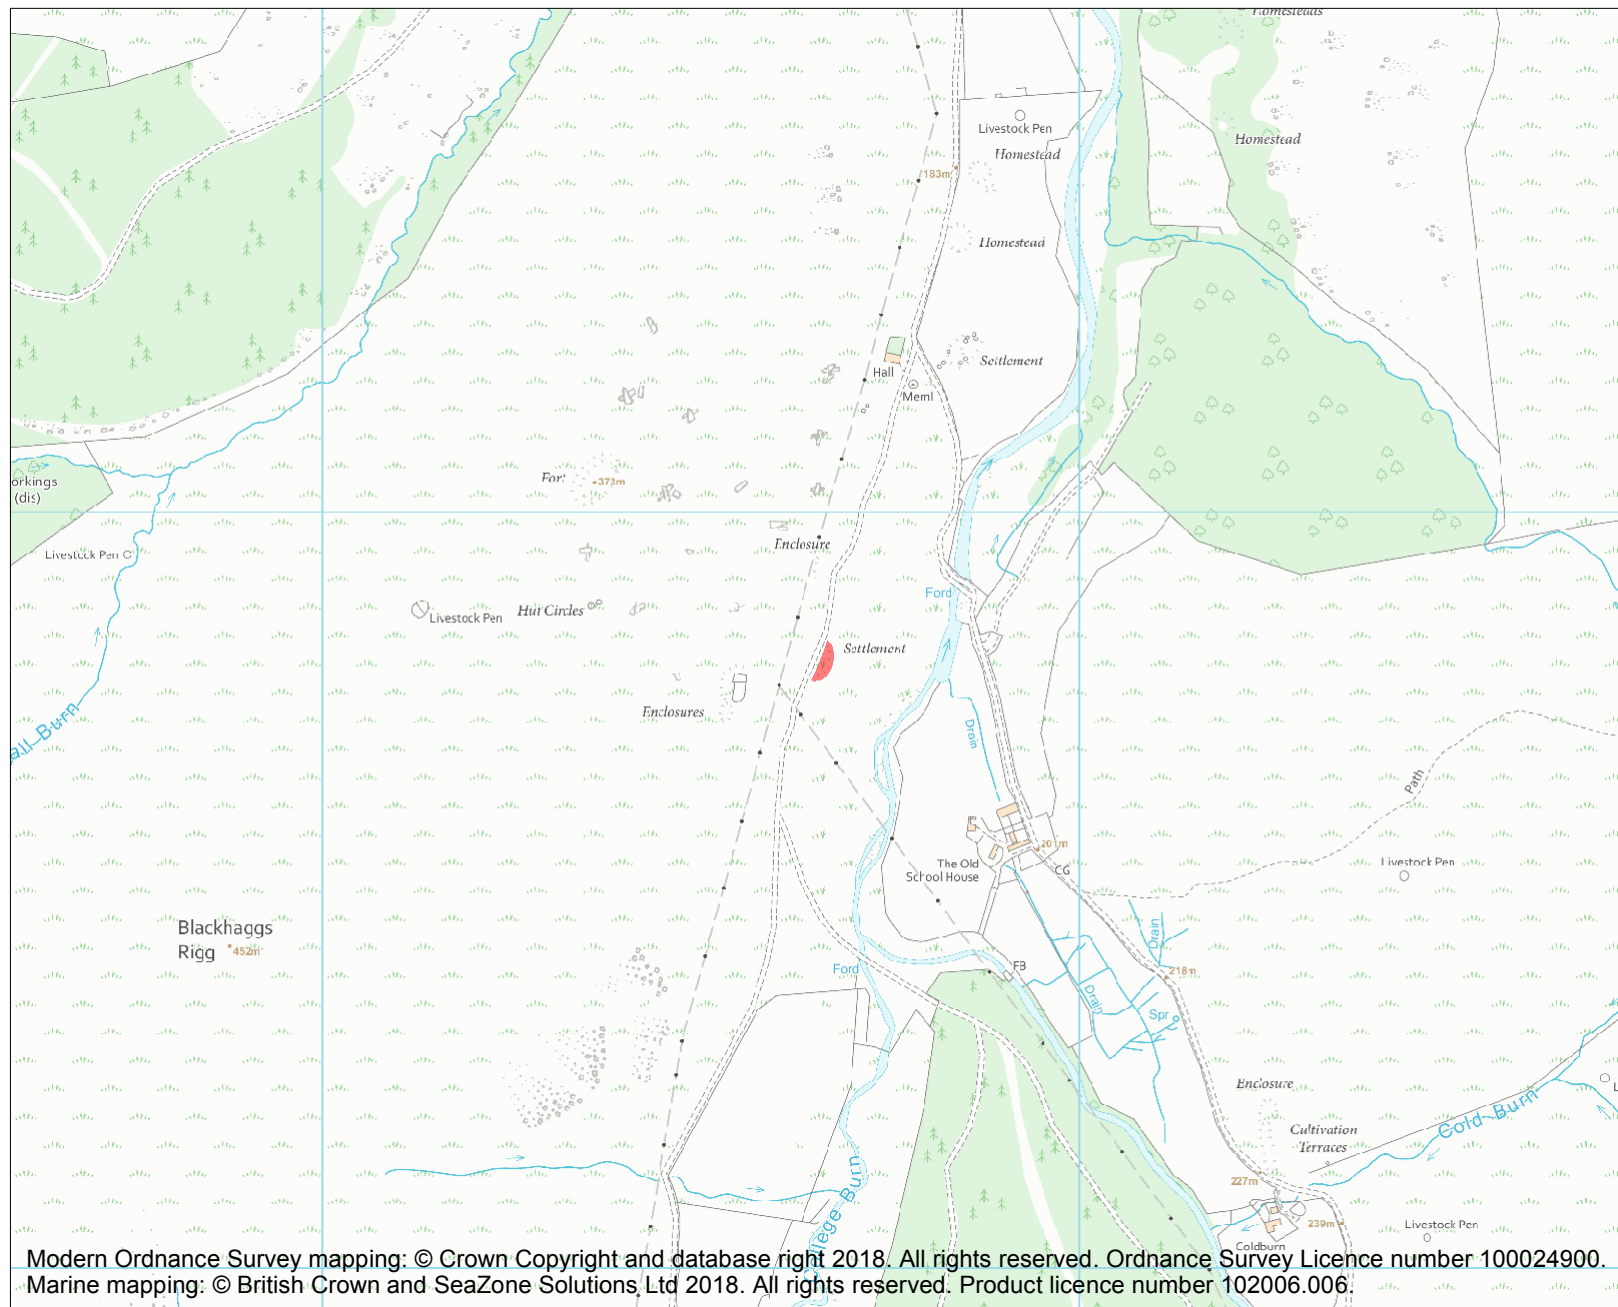 Homesteads
Livestock Pen
Homestead
Homestead
183m
Homestead
Settlement
Hall
Meml
Fort
373m
orkings
(dis)
Enclosure
Livestock Pen
Ford
Hut Circles
Livestock Pen
Settlement
Enclosures
all Burn
Drain
Path
201m
The Old
School House
CG
Livestock Pen
Blackhaggs
Rigg
452m
Drain
Ford
FB
218m
Drain
Spr
Enclosure
L
Cold Burn
Cultivation
Terraces
College Burn
227m
239m
Livestock Pen
Coldburn
Modern Ordnance Survey mapping: © Crown Copyright and database right 2018. All rights reserved. Ordnance Survey Licence number 100024900.
Marine mapping: © British Crown and SeaZone Solutions Ltd 2018. All rights reserved. Product licence number 102006.006.